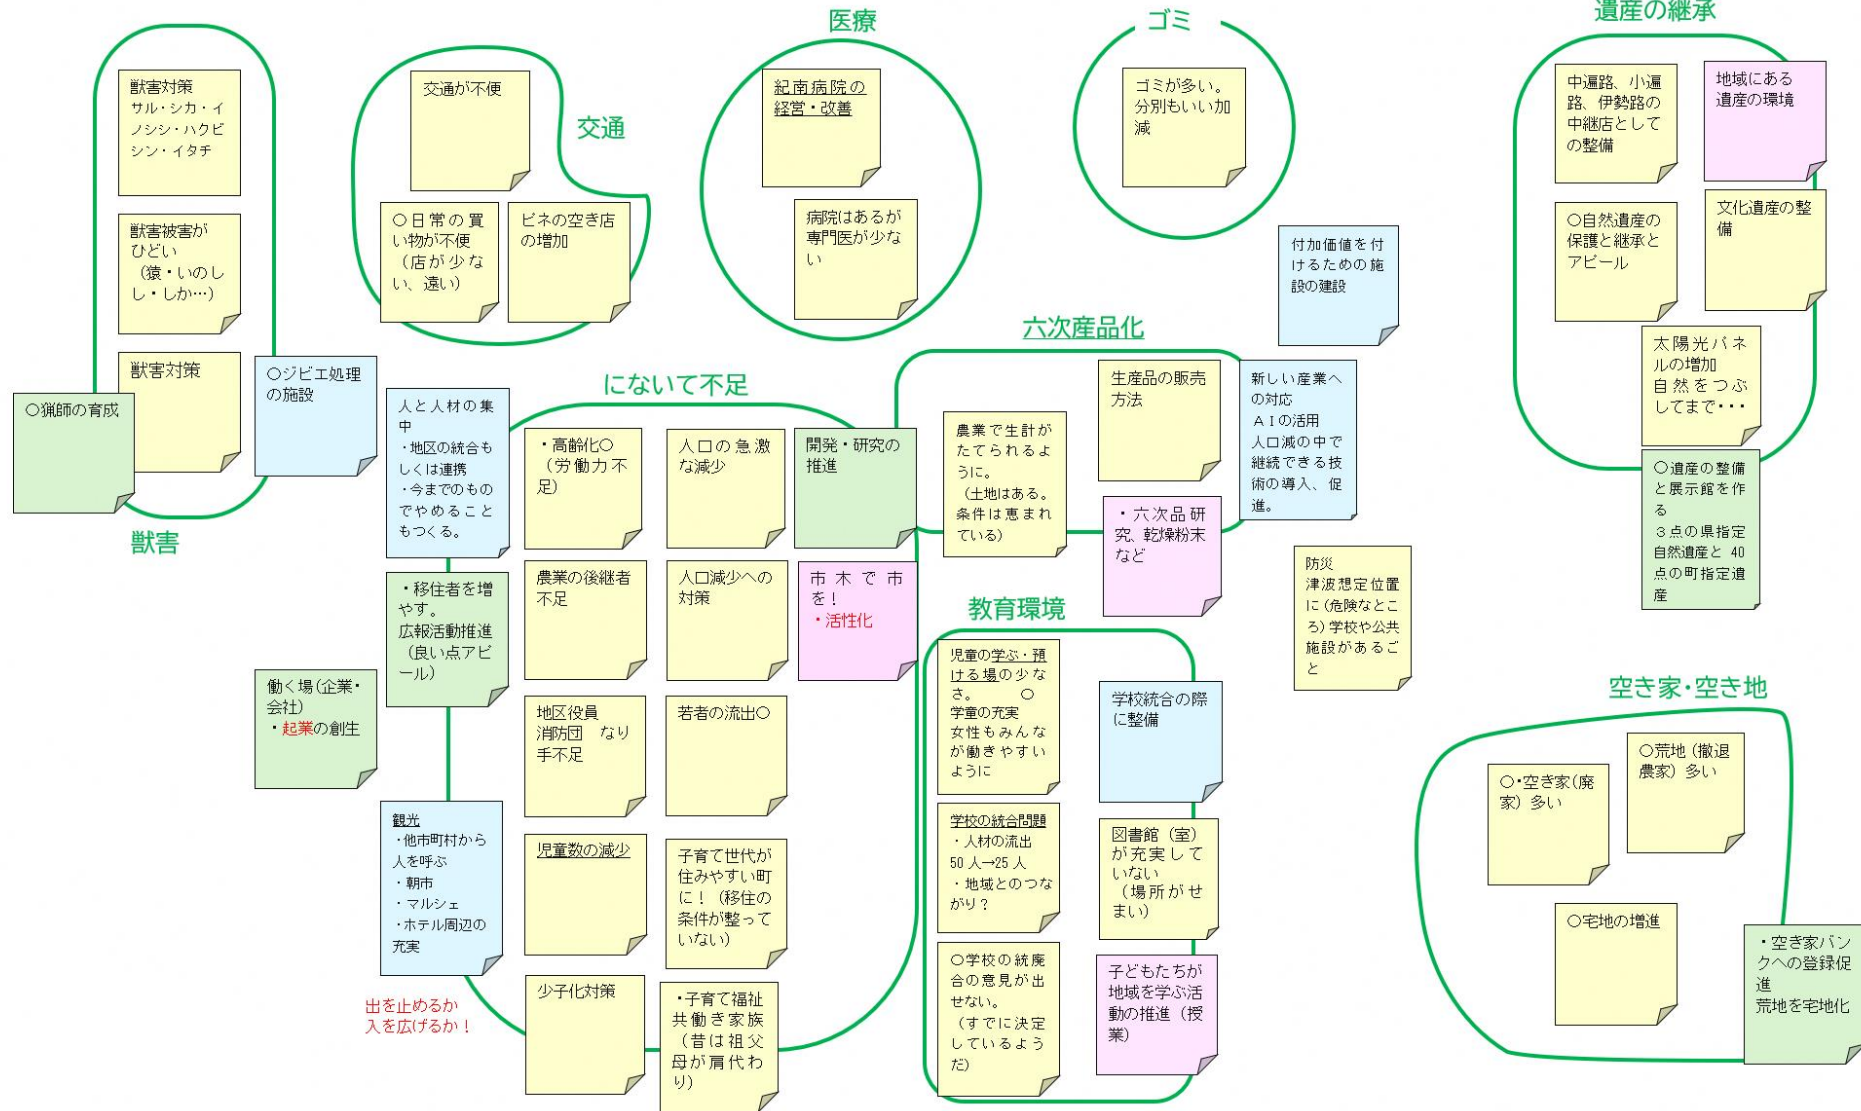 獣害対策
サル・シカ・イ
ノシシ・ハクビ
シン・イタチ
獣害被害が
ひどい
（猿・いのし
し・しか…）
獣害対策
○猟師の育成
○ジビエ処理
の施設
獣害
交通が不便
交通
○日常の買
い物が不便
（店が少な
い、遠い）
ビネの空き店
の増加
医療
紀南病院の
経営・改善
病院はあるが
専門医が少な
い
ゴミ
ゴミが多い。
分別もいい加
減
付加価値を付
けるための施
設の建設
遺産の継承
中遍路、小遍
路、伊勢路の
中継店として
の整備
地域にある
遺産の環境
○自然遺産の
保護と継承と
アピール
文化遺産の整
備
太陽光パネ
ルの増加
自然をつぶ
してまで・・・
○遺産の整備
と展示館を作
る
３点の県指定
自然遺産と 40
点の町指定遺
産
にないて不足
人と人材の集
中
・地区の統合も
しくは連携
・今までのもの
でやめること
もつくる。
・高齢化○
（労働力不
足）
人口の急激
な減少
開発・研究の
推進
・移住者を増
やす。
広報活動推進
（良い点アピ
ール）
農業の後継者
不足
人口減少への
対策
市木で市
を！
・活性化
働く場（企業・
会社）
・起業の創生
地区役員
消防団　なり
手不足
若者の流出○
観光
・他市町村から
人を呼ぶ
・朝市
・マルシェ
・ホテル周辺の
充実
児童数の減少
子育て世代が
住みやすい町
に！（移住の
条件が整って
いない）
出を止めるか
入を広げるか！
少子化対策
・子育て福祉
共働き家族
（昔は祖父
母が肩代わ
り）
六次産品化
農業で生計が
たてられるよ
うに。
（土地はある。
条件は恵まれ
ている）
生産品の販売
方法
新しい産業へ
の対応
ＡＩの活用
人口減の中で
継続できる技
術の導入、促
進。
・六次品研
究、乾燥粉末
など
防災
津波想定位置
に（危険なとこ
ろ）学校や公共
施設があるご
と
教育環境
児童の学ぶ・預
ける場の少な
さ。　　　○
学童の充実
女性もみんな
が働きやすい
ように
学校統合の際
に整備
学校の統合問題
・人材の流出
50 人→25 人
・地域とのつな
がり？
図書館（室）
が充実して
いない
（場所がせ
まい）
○学校の統廃
合の意見が出
せない。
（すでに決定
しているよう
だ）
子どもたちが
地域を学ぶ活
動の推進（授
業）
空き家・空き地
○・空き家（廃
家）多い
○荒地（撤退
農家）多い
○宅地の増進
・空き家バン
クへの登録促
進
荒地を宅地化